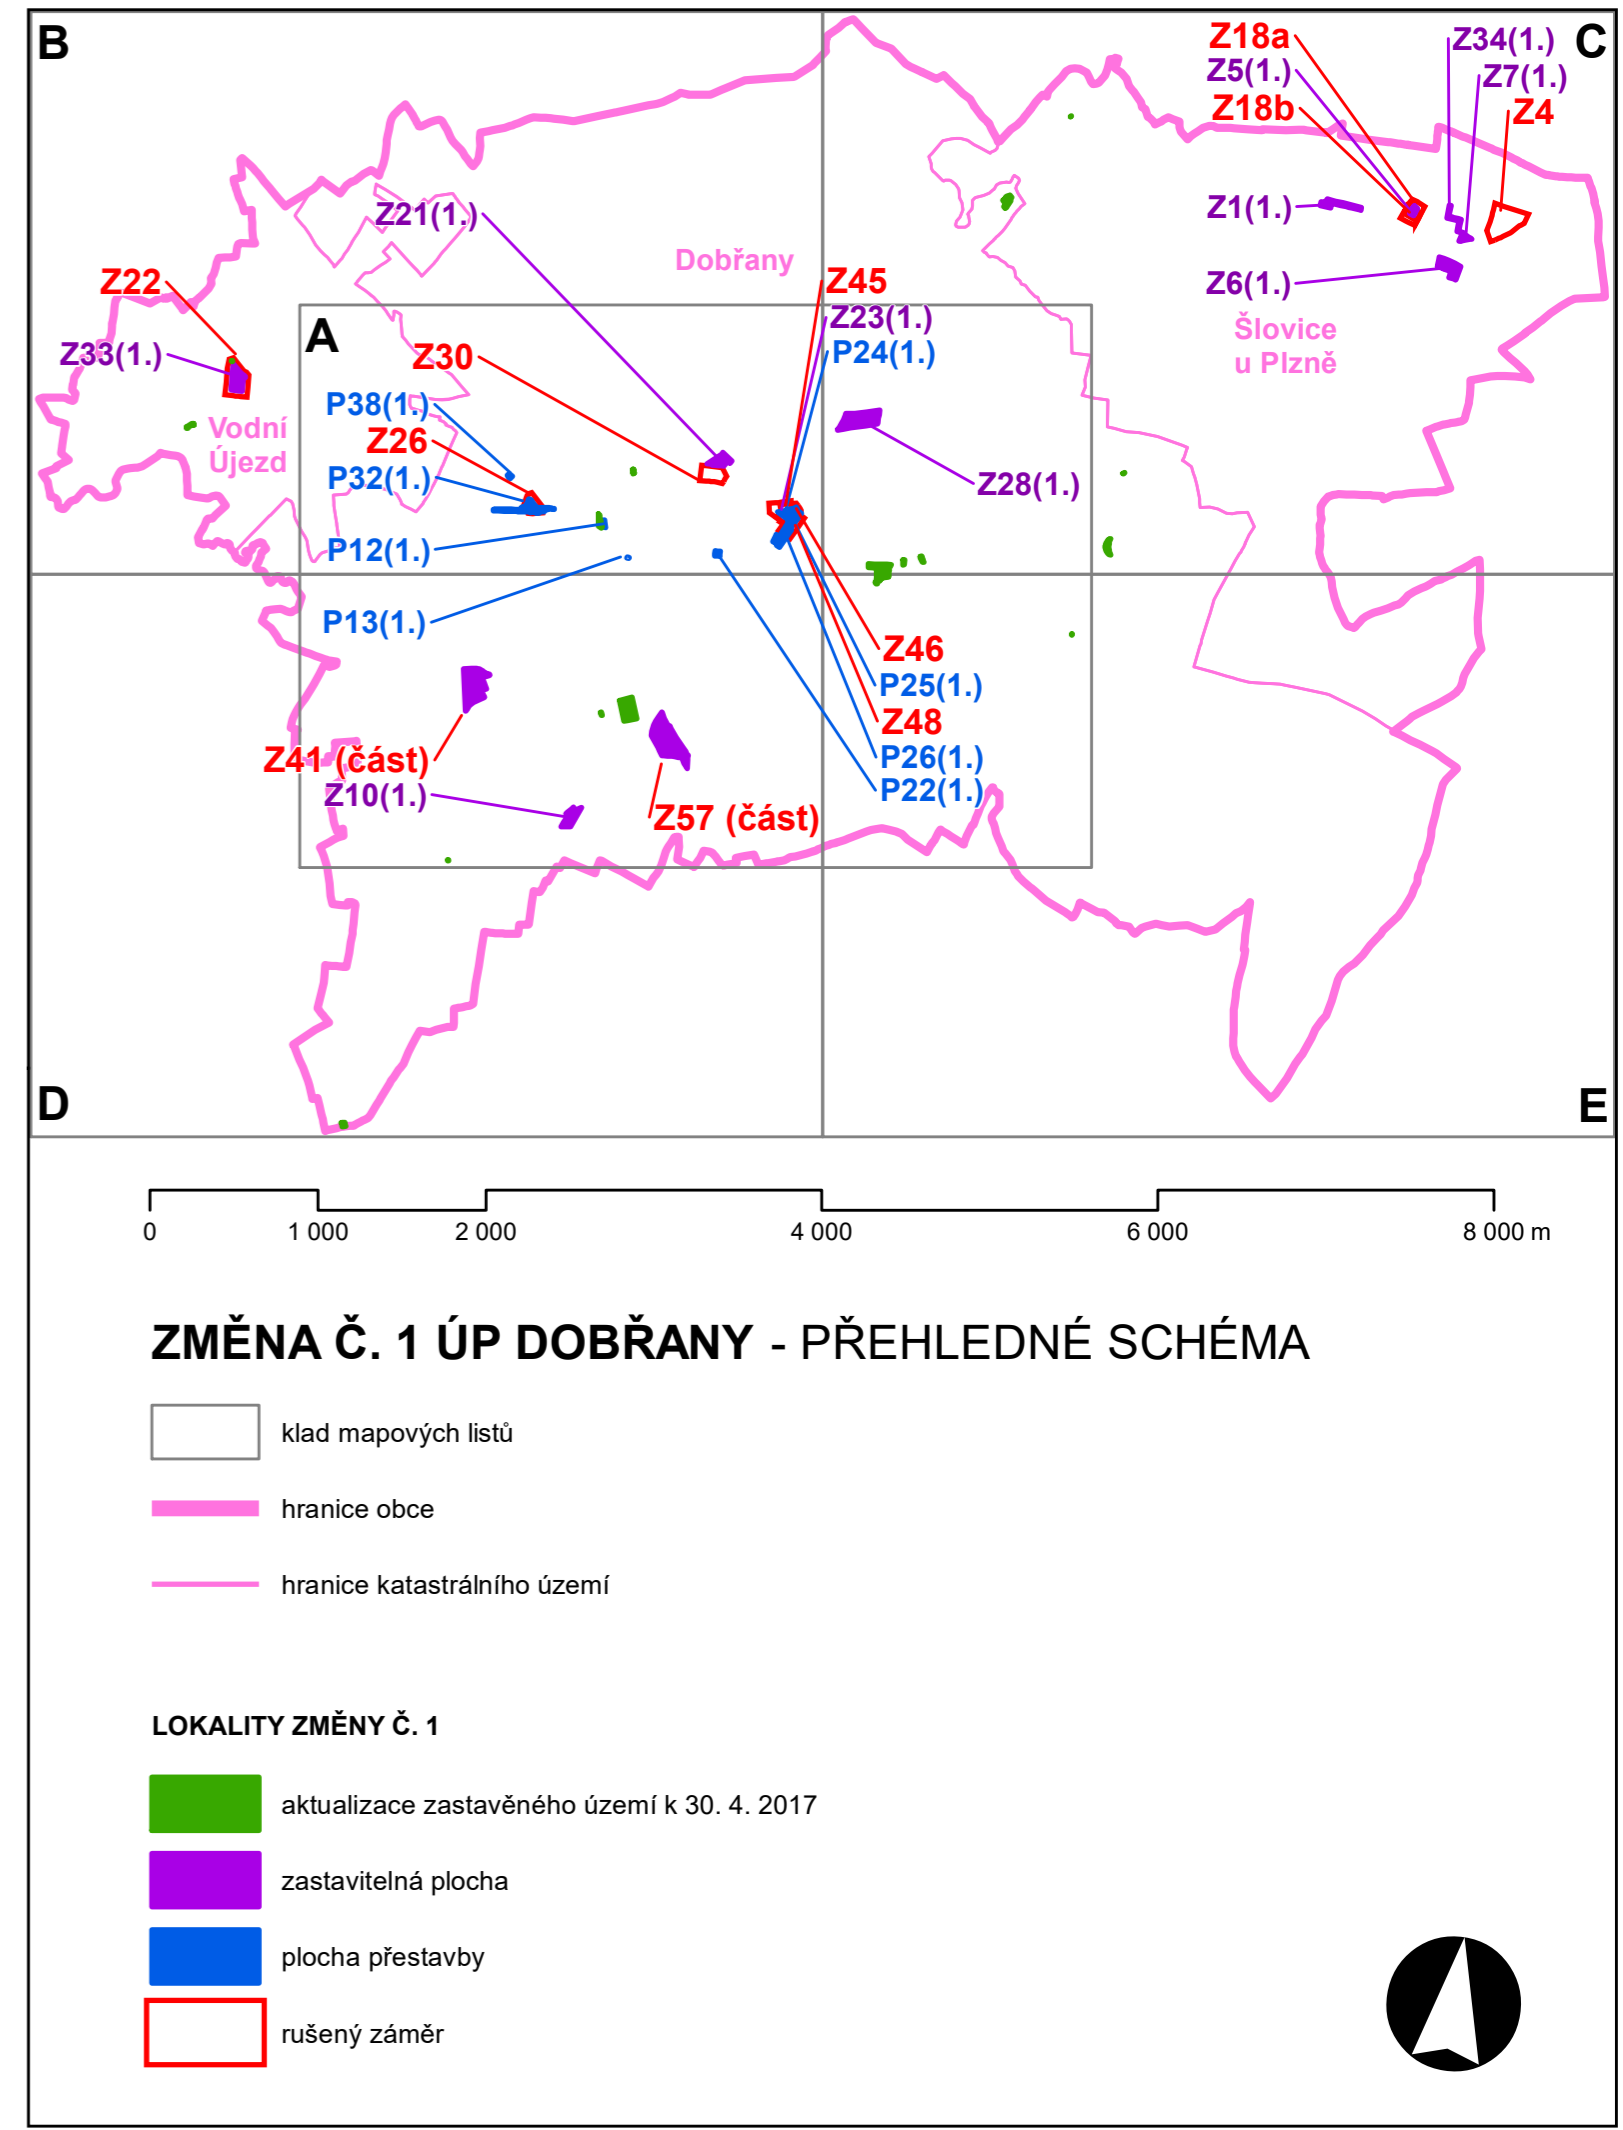 B
C
Z18a
Z5(1.)
Z18b
Z34(1.)
Z7(1.)
Z4
Z1(1.)
Z6(1.)
Šlovice
u Plzně
Z21(1.)
Dobřany
Z22
Z33(1.)
Vodní
Újezd
A
Z45
Z23(1.)
P24(1.)
Z30
P38(1.)
Z26
P32(1.)
P12(1.)
P13(1.)
Z28(1.)
Z46
P25(1.)
Z48
P26(1.)
P22(1.)
Z41 (část)
Z10(1.)
Z57 (část)
D
E
0 1 000 2 000 4 000 6 000 8 000 m
ZMĚNA Č. 1 ÚP DOBŘANY - PŘEHLEDNÉ SCHÉMA
klad mapových listů
hranice obce
hranice katastrálního území
LOKALITY ZMĚNY Č. 1
aktualizace zastavěného území k 30. 4. 2017
zastavitelná plocha
plocha přestavby
rušený záměr